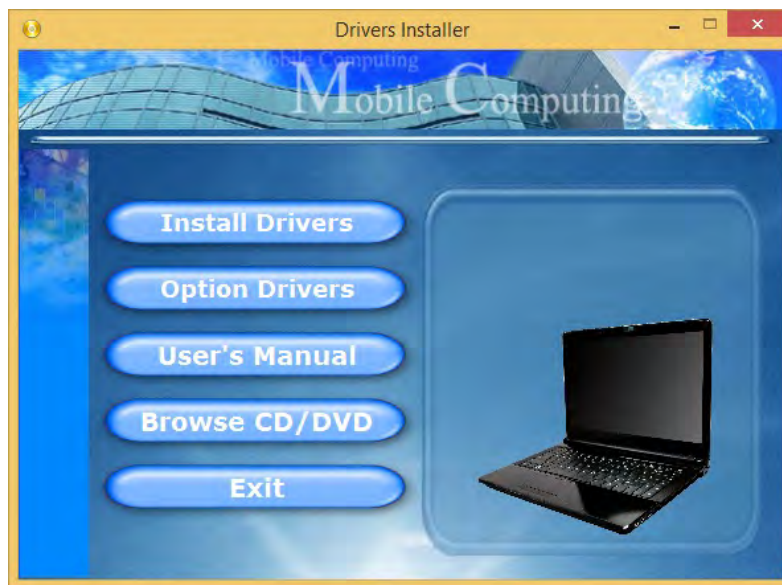 Drivers Installer
Mobile Computing
Mobile Computing
Install Drivers
Option Drivers
User's Manual
Browse CD/DVD
Exit